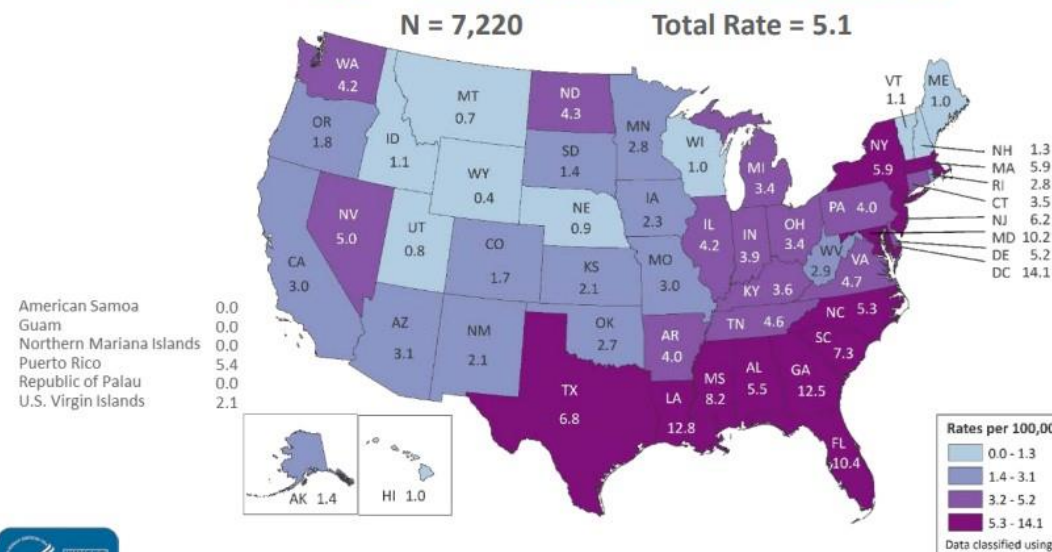 N = 7,220
Total Rate = 5.1
WA
4.2
OR
1.8
ID
1.1
MT
0.7
WY
0.4
NV
5.0
UT
0.8
CA
3.0
AZ
3.1
CO
1.7
NM
2.1
ND
4.3
SD
1.4
NE
0.9
KS
2.1
OK
2.7
TX
6.8
MN
2.8
IA
2.3
MO
3.0
AR
4.0
LA
12.8
WI
1.0
IL
4.2
MI
3.4
IN
3.9
OH
3.4
KY 3.6
TN 4.6
MS
8.2
AL
5.5
GA
12.5
FL
10.4
SC
7.3
NC 5.3
VA
4.7
WV
2.9
PA 4.0
NY
5.9
VT
1.1
ME
1.0
NH 1.3
MA 5.9
RI 2.8
CT 3.5
NJ 6.2
MD 10.2
DE 5.2
DC 14.1
American Samoa 0.0
Guam 0.0
Northern Mariana Islands 0.0
Puerto Rico 5.4
Republic of Palau 0.0
U.S. Virgin Islands 2.1
AK 1.4
HI 1.0
Rates per 100,00
0.0 - 1.3
1.4 - 3.1
3.2 - 5.2
5.3 - 14.1
Data classified using